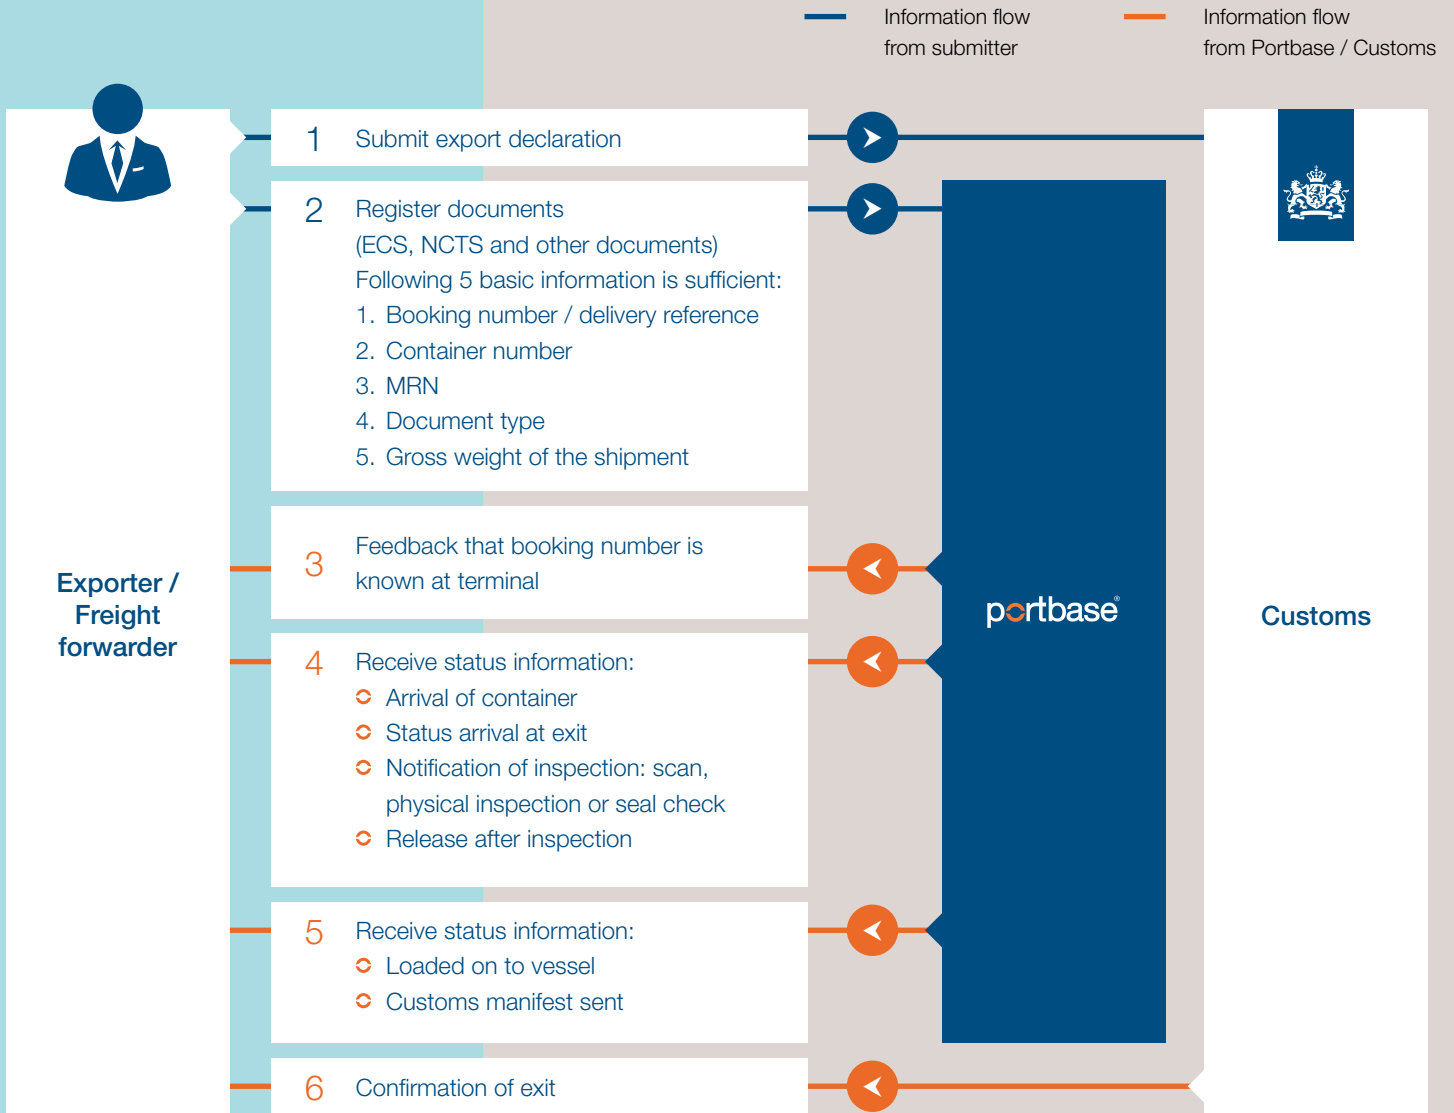 Information flow
from submitter
Information flow
from Portbase / Customs
1 Submit export declaration
2 Register documents
(ECS, NCTS and other documents)
Following 5 basic information is sufficient:
1. Booking number / delivery reference
2. Container number
3. MRN
4. Document type
5. Gross weight of the shipment
3 Feedback that booking number is
known at terminal
4 Receive status information:
Arrival of container
Status arrival at exit
Notification of inspection: scan,
physical inspection or seal check
Release after inspection
5 Receive status information:
Loaded on to vessel
Customs manifest sent
6 Confirmation of exit
Exporter /
Freight
forwarder
portbase®
Customs